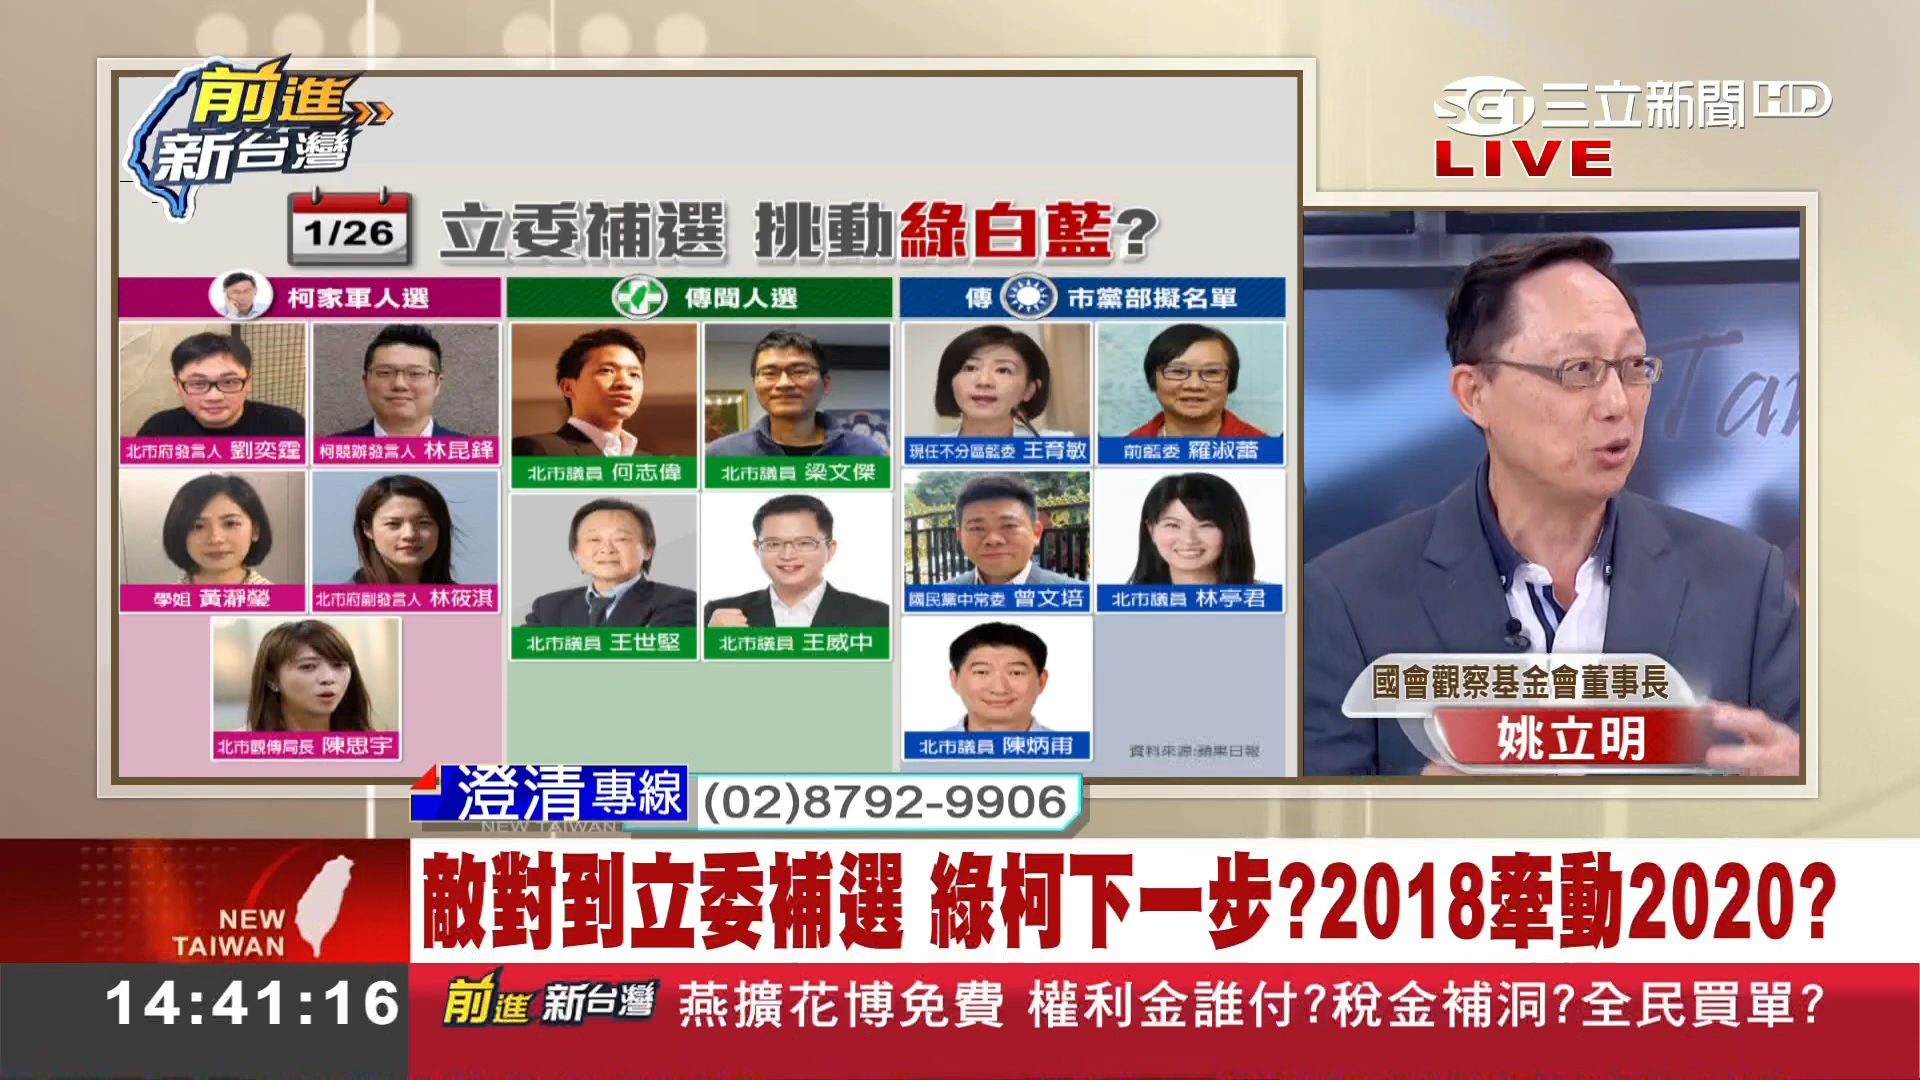 前進
新台灣
SET三立新聞HD
LIVE
1/26
立委補選 挑動綠白藍?
柯家軍人選
傳聞人選
傳 市黨部擬名單
北市府發言人 劉奕霆
柯競辦發言人 林昆鋒
北市議員 何志偉
北市議員 梁文傑
現任不分區藍委 王育敏
前藍委 羅淑蕾
學姐 黃瀞瑩
北市府副發言人 林筱淇
北市議員 王世堅
北市議員 王威中
國民黨中常委 曾文培
北市議員 林亭君
北市觀傳局長 陳思宇
北市議員 陳炳甫
資料來源:蘋果日報
Tai
國會觀察基金會董事長
姚立明
澄清專線
(02)8792-9906
NEW TAIWAN
敵對到立委補選 綠柯下一步?2018牽動2020?
NEW
TAIWAN
14:41:16
前進新台灣
燕擴花博免費 權利金誰付?稅金補洞?全民買單?